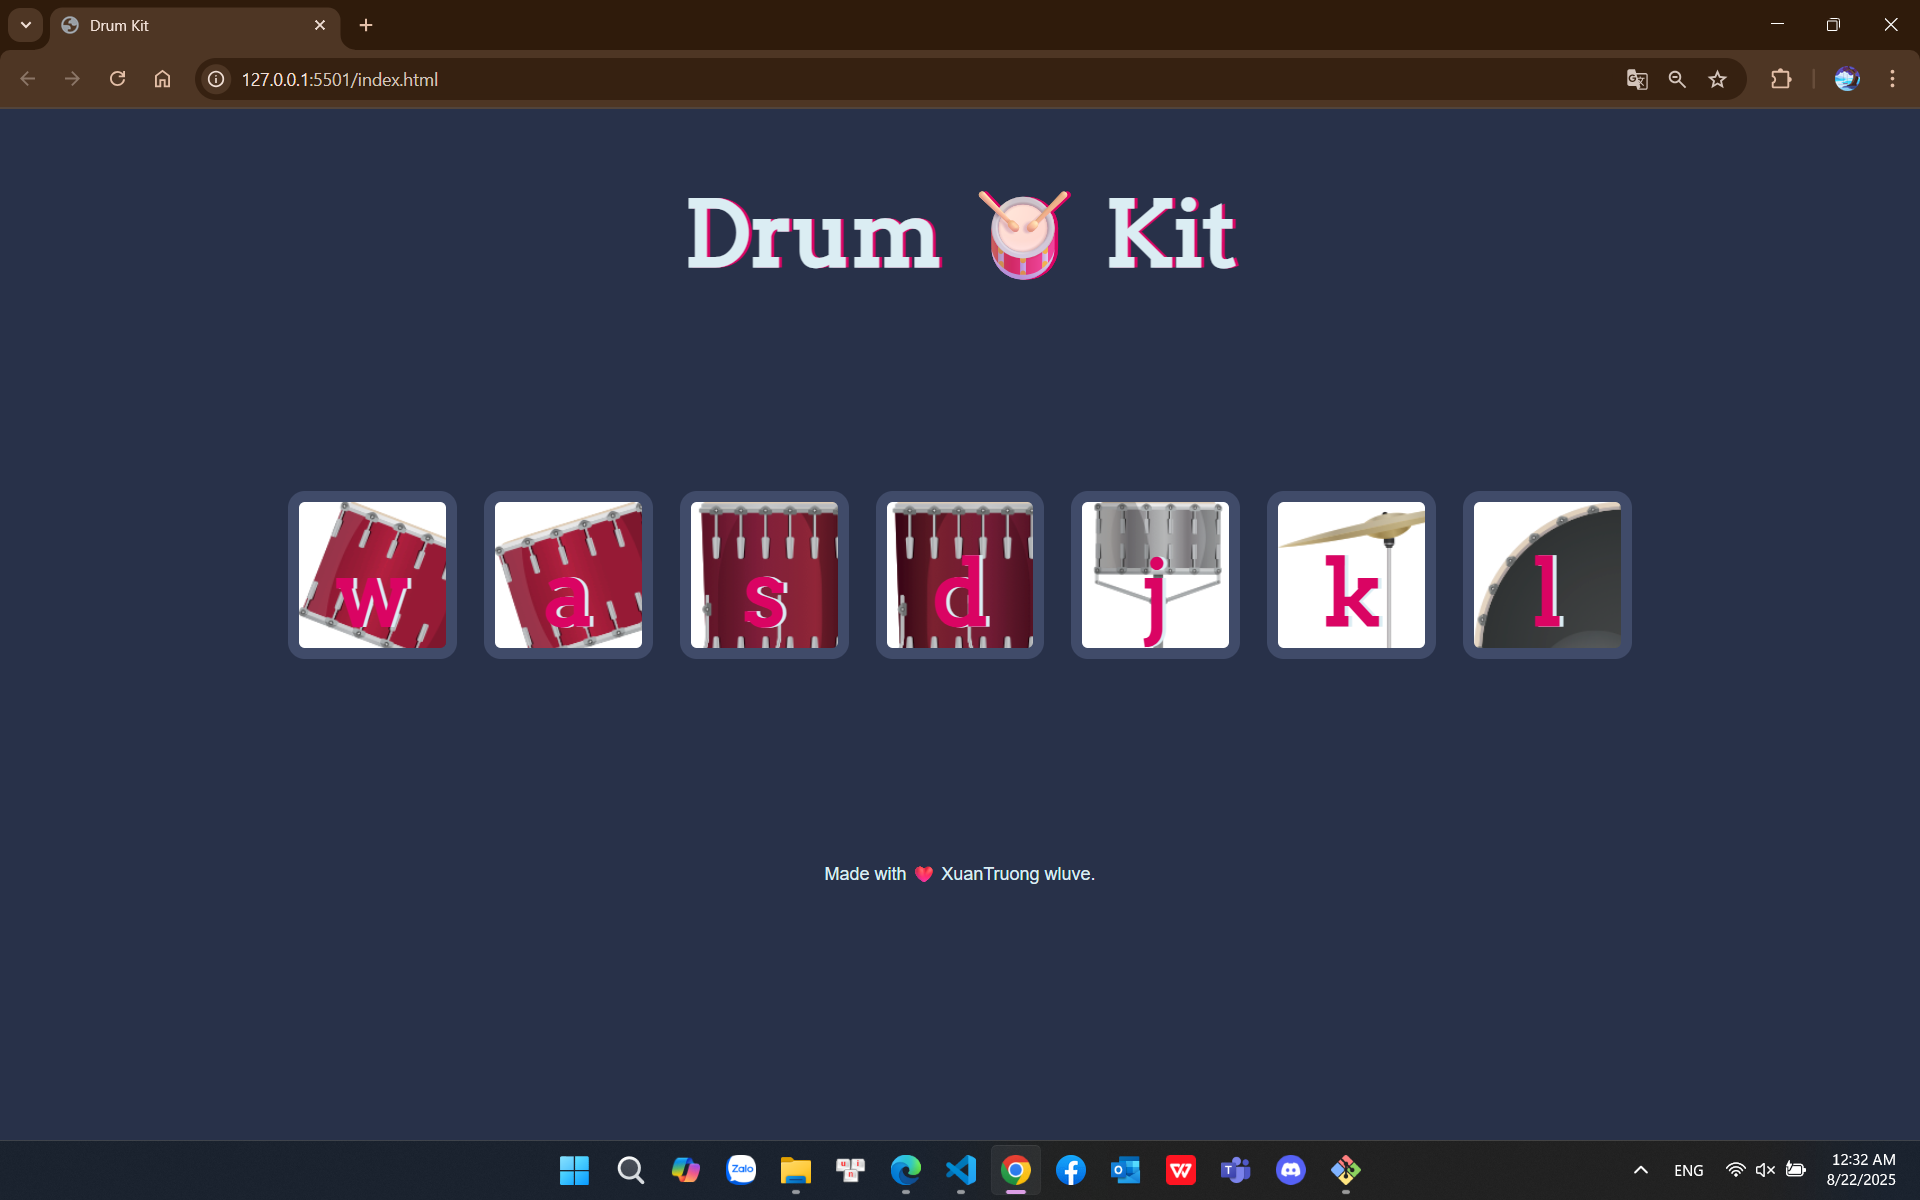 Drum Kit
127.0.0.1:5501/index.html
Drum Kit
w a s d j k l
Made with ❤️ XuanTruong wluve.
Zalo
ENG
12:32 AM
8/22/2025